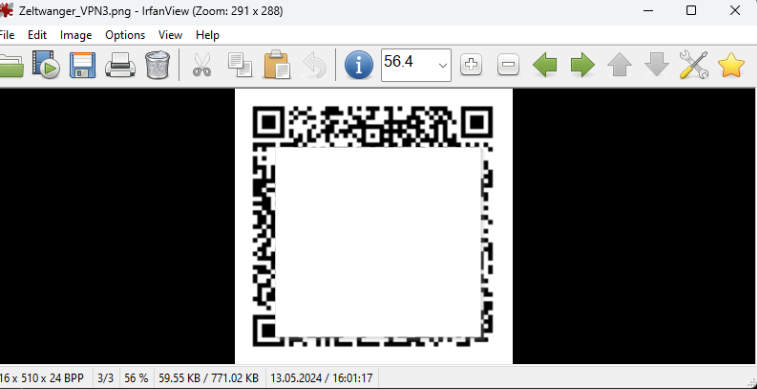 Zeltwanger_VPN3.png - IrfanView (Zoom: 291 x 288)
File Edit Image Options View Help
56.4
16 x 510 x 24 BPP 3/3 56 % 59.55 KB / 771.02 KB 13.05.2024 / 16:01:17